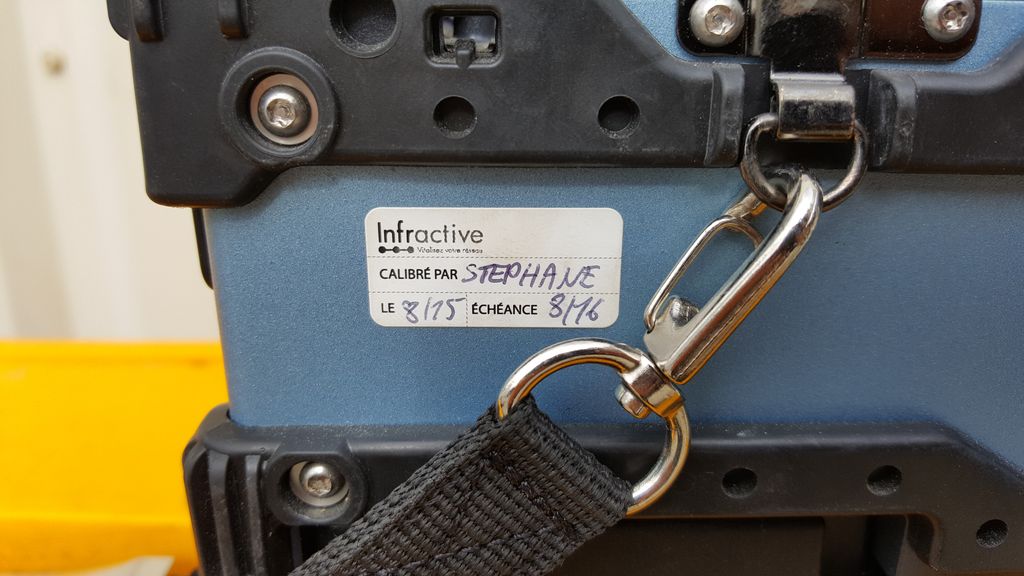 Infractive
Vitalisez votre réseau
CALIBRÉ PAR STEPHANE
LE 8/15 ÉCHÉANCE 8/16